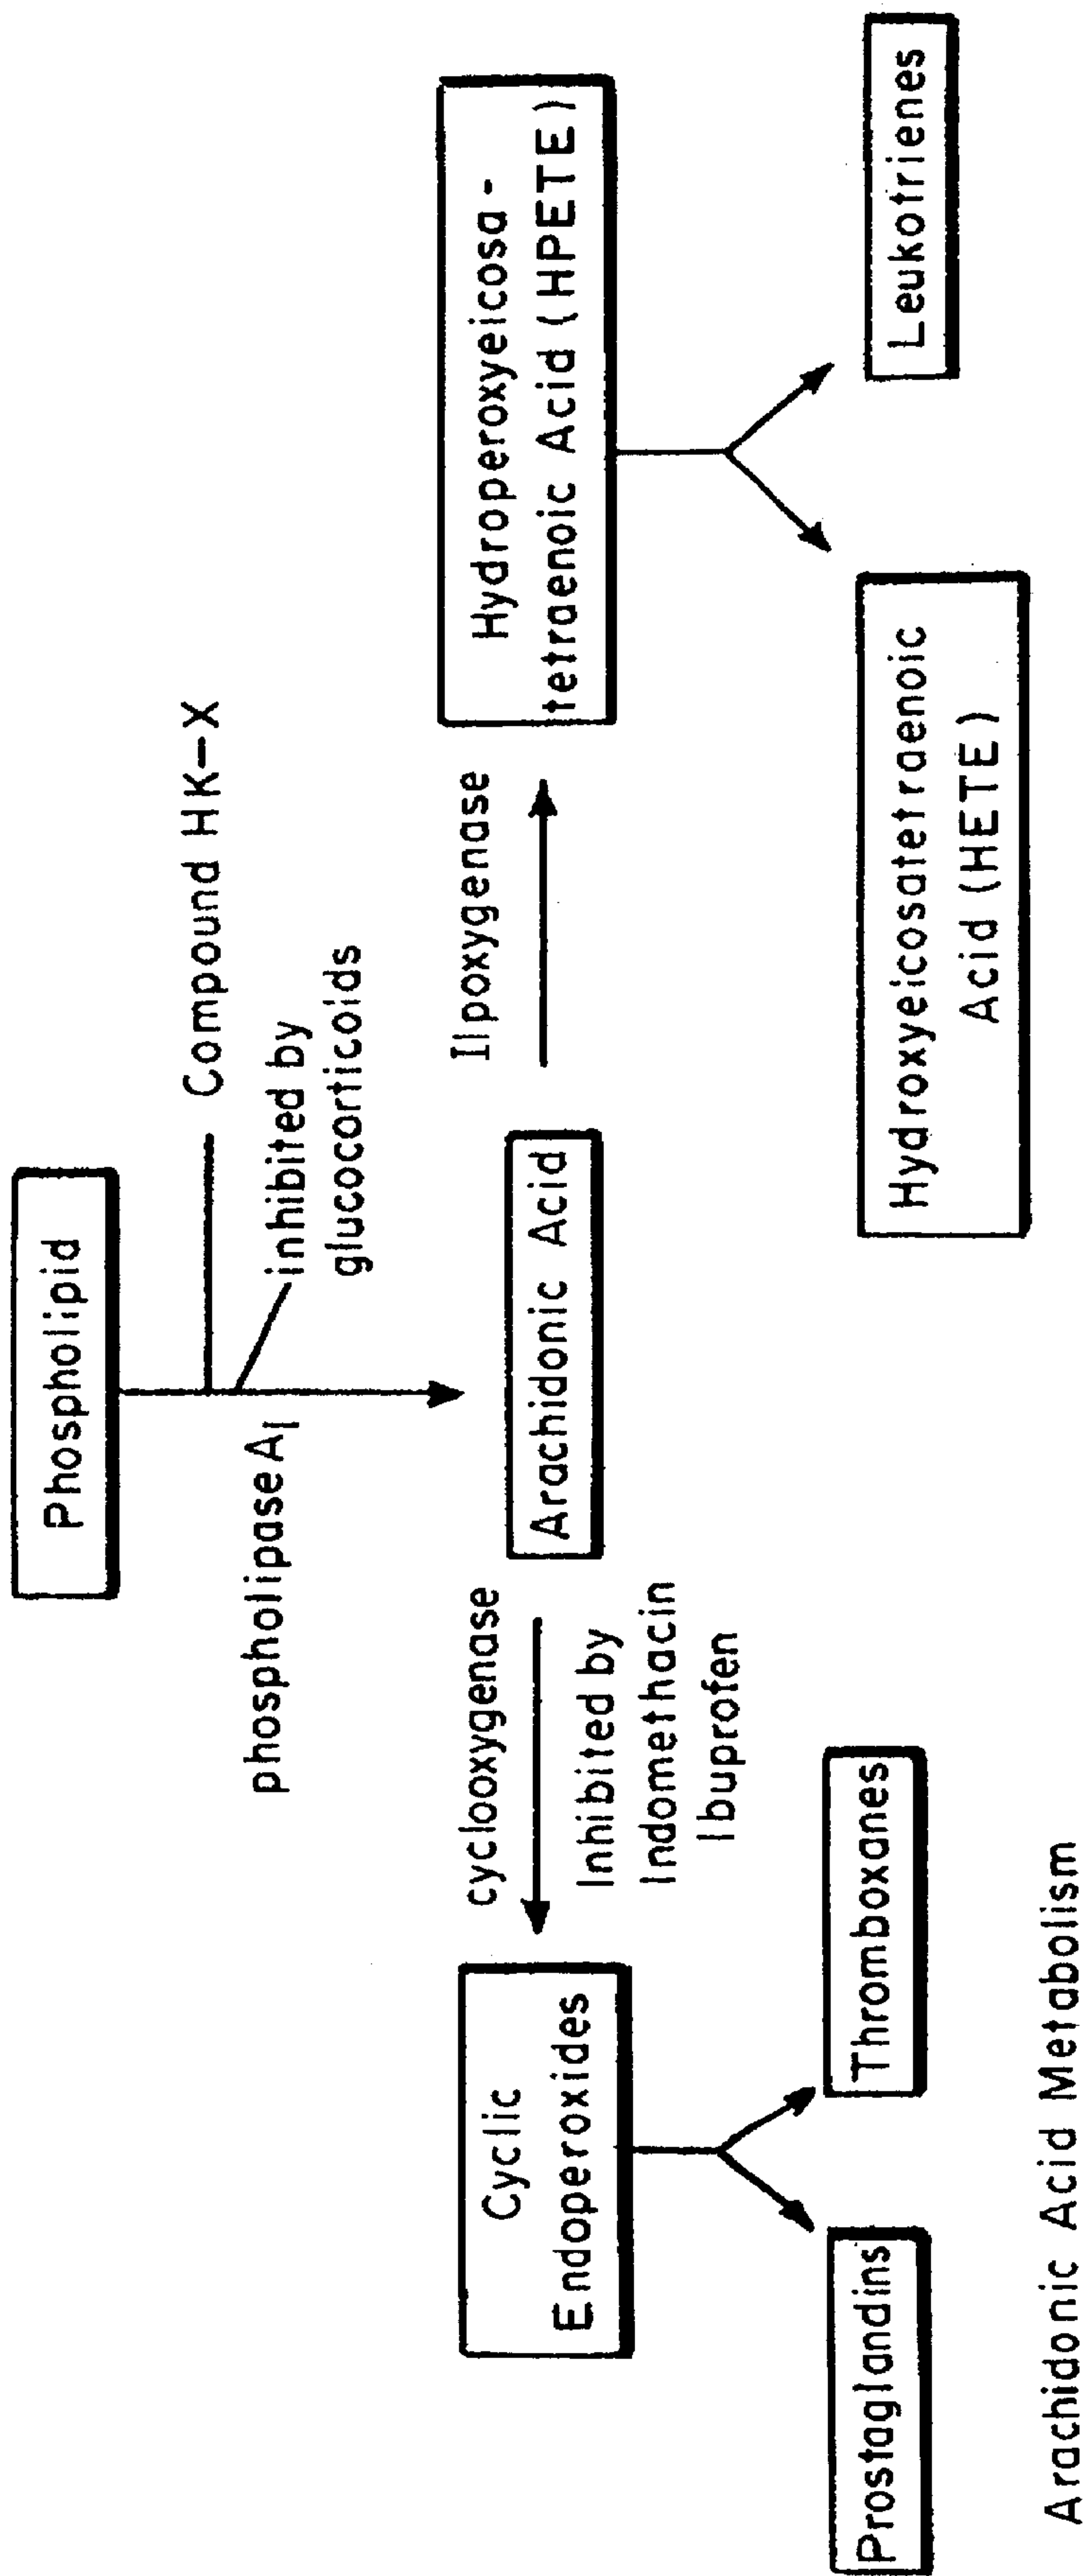 Phospholipid
Compound HK-X
phospholipase A1
inhibited by
glucocorticoids
cyclooxygenase
Arachidonic Acid
Ilpoxygenase
Inhibited by
Indomethacin
Ibuprofen
Cyclic
Endoperoxides
Hydroperoxyeicosa-
tetraenoic Acid (HPETE)
Prostaglandins
Thromboxanes
Hydroxyeicosatetraenoic
Acid (HETE)
Leukotrienes
Arachidonic Acid Metabolism